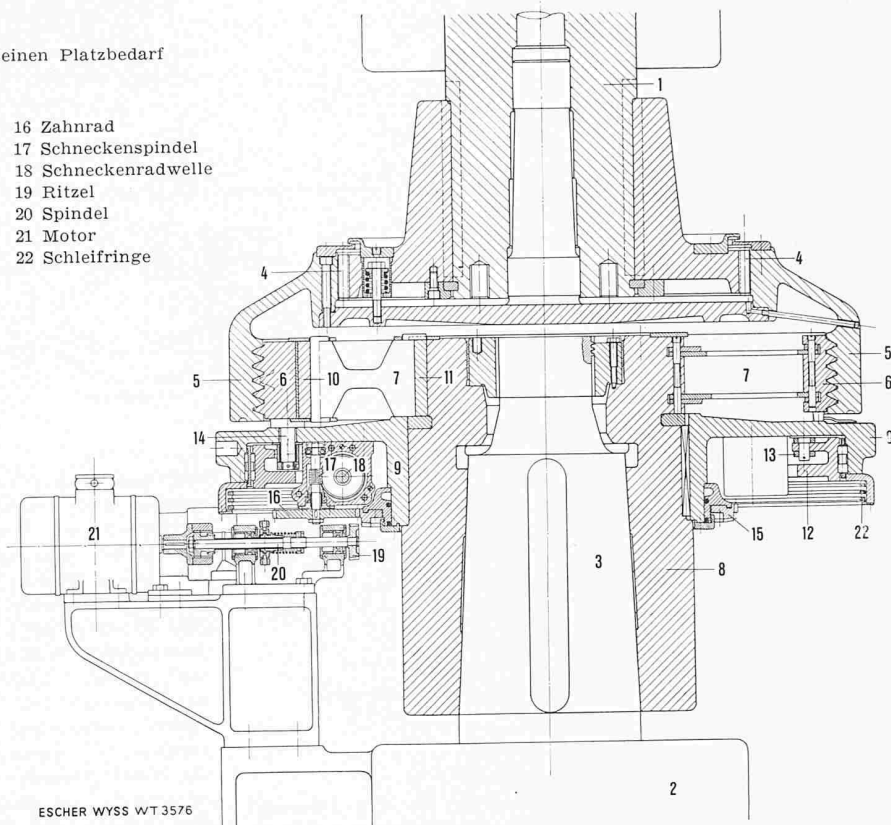 einen Platzbedarf
16 Zahnrad
17 Schneckenspindel
18 Schneckenradwelle
19 Ritzel
20 Spindel
21 Motor
22 Schleifringe
1
4
4
5
6
10
7
11
7
5
6
14
17
18
9
13
16
21
20
19
3
8
15
12
22
2
ESCHER WYSS WT 3576